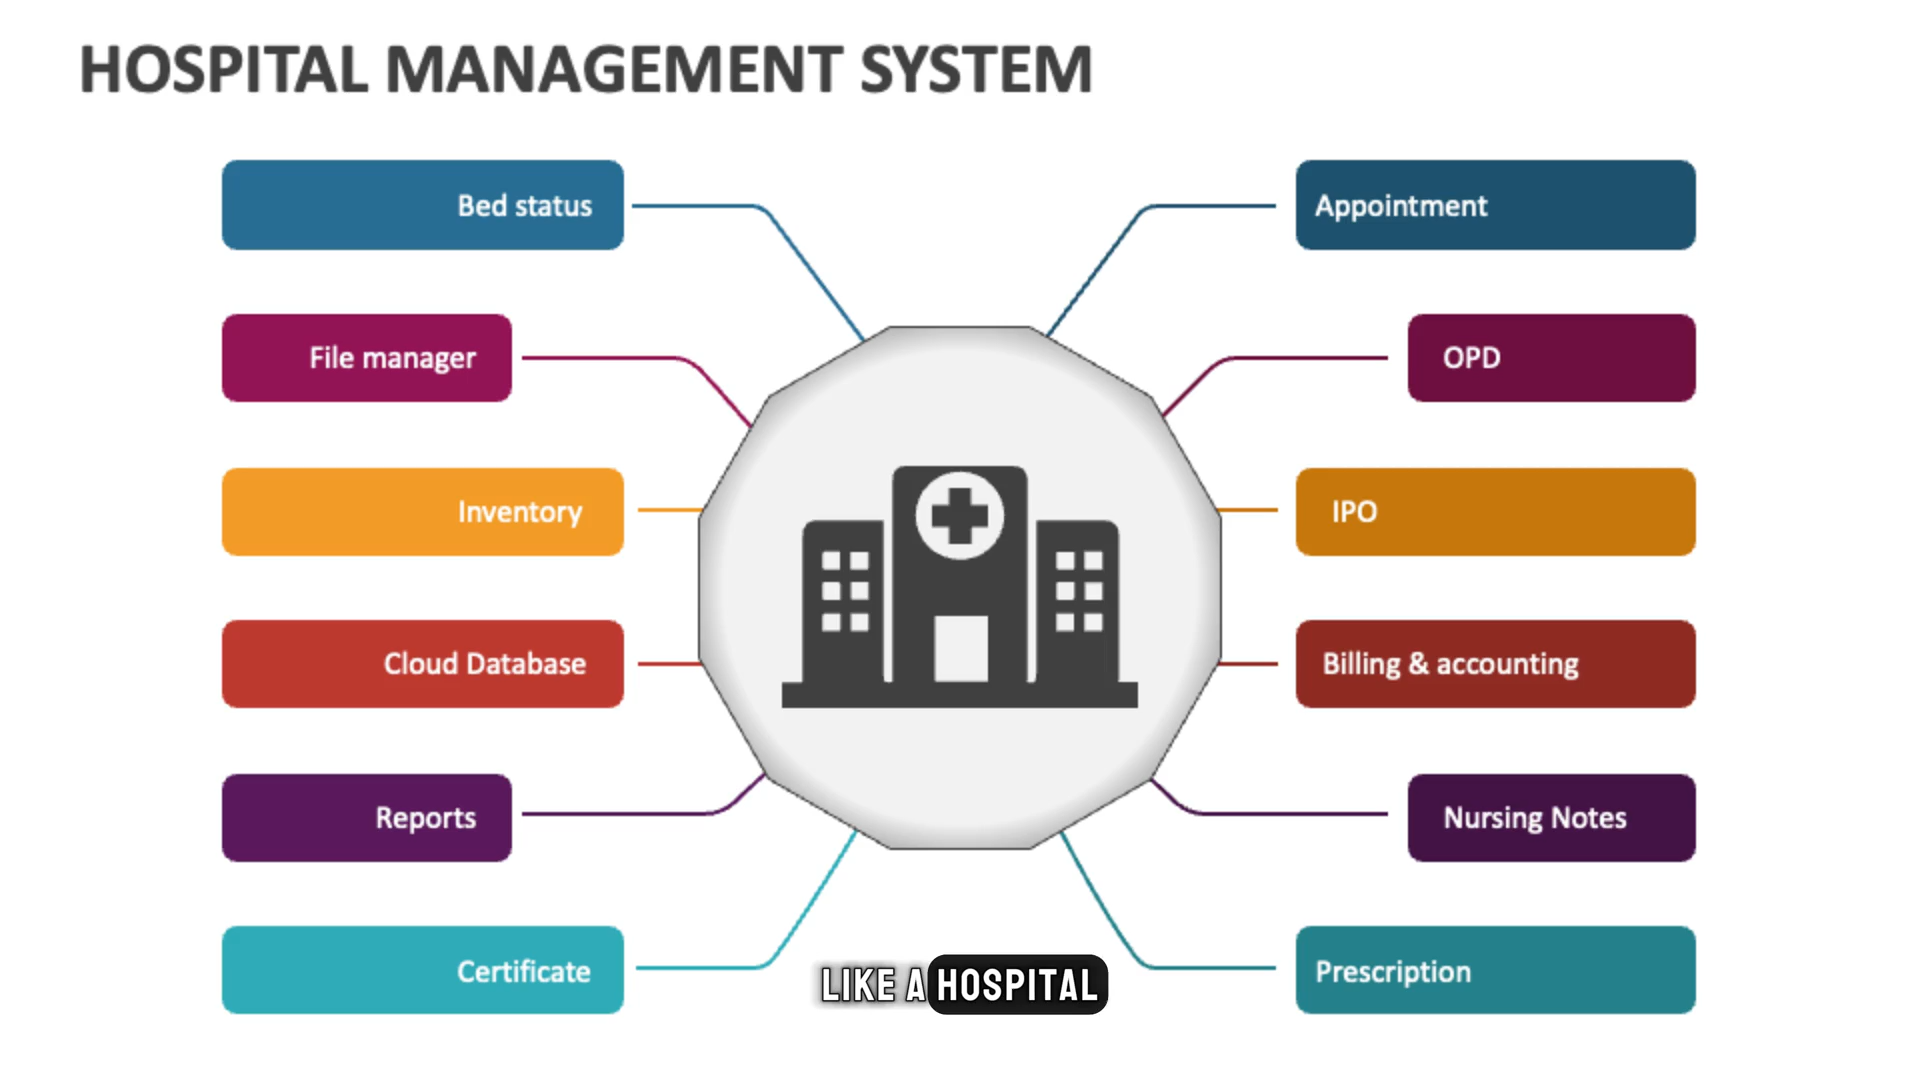 HOSPITAL MANAGEMENT SYSTEM
Bed status
Appointment
File manager
OPD
Inventory
IPO
Cloud Database
Billing & accounting
Reports
Nursing Notes
Certificate
Prescription
LIKE A HOSPITAL